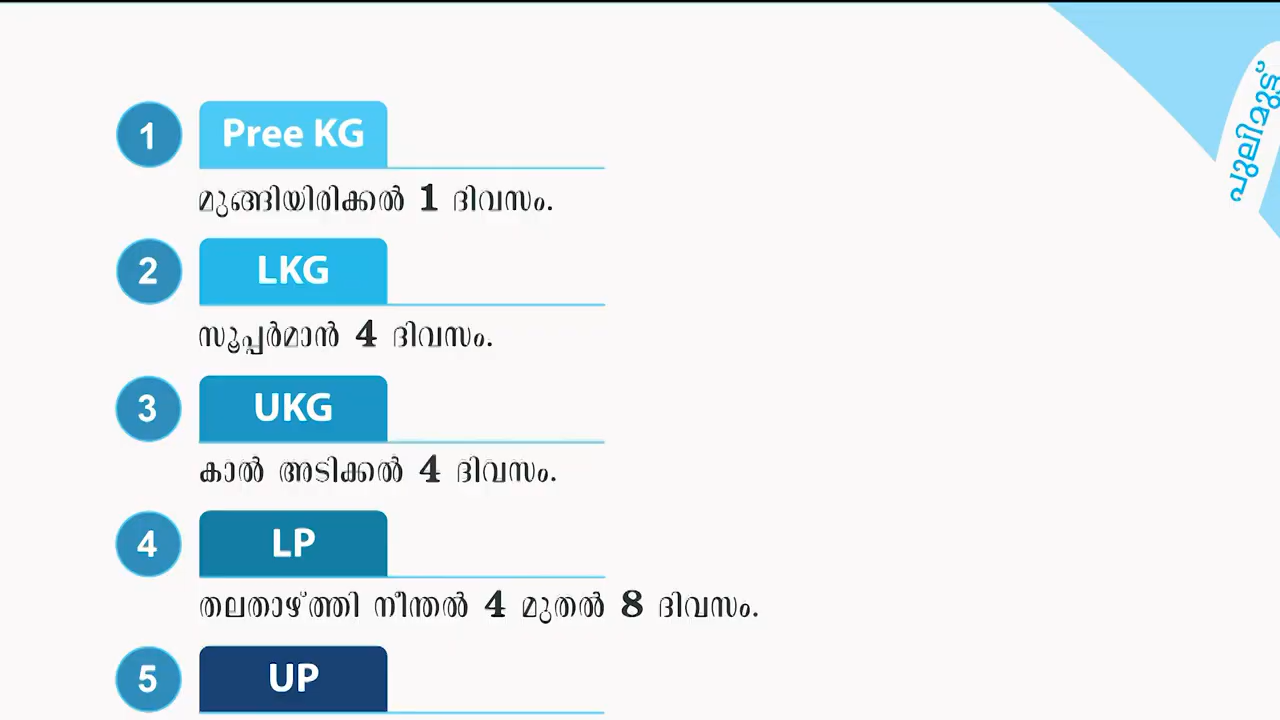 1 Pree KG
മുങ്ങിയിരിക്കൽ 1 ദിവസം.
2 LKG
സൂപ്പർമാൻ 4 ദിവസം.
3 UKG
കാൽ അടിക്കൽ 4 ദിവസം.
4 LP
തലതാഴ്ത്തി നീന്തൽ 4 മുതൽ 8 ദിവസം.
5 UP
പുലിമുട്ട്